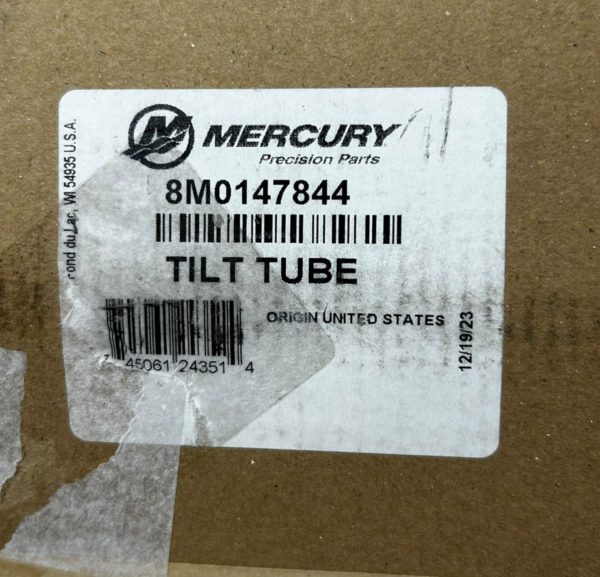 MERCURY
Precision Parts
8M0147844
TILT TUBE
ORIGIN UNITED STATES
45061 24351 4
12/19/23
ond du Lac, WI 54935 U.S.A.